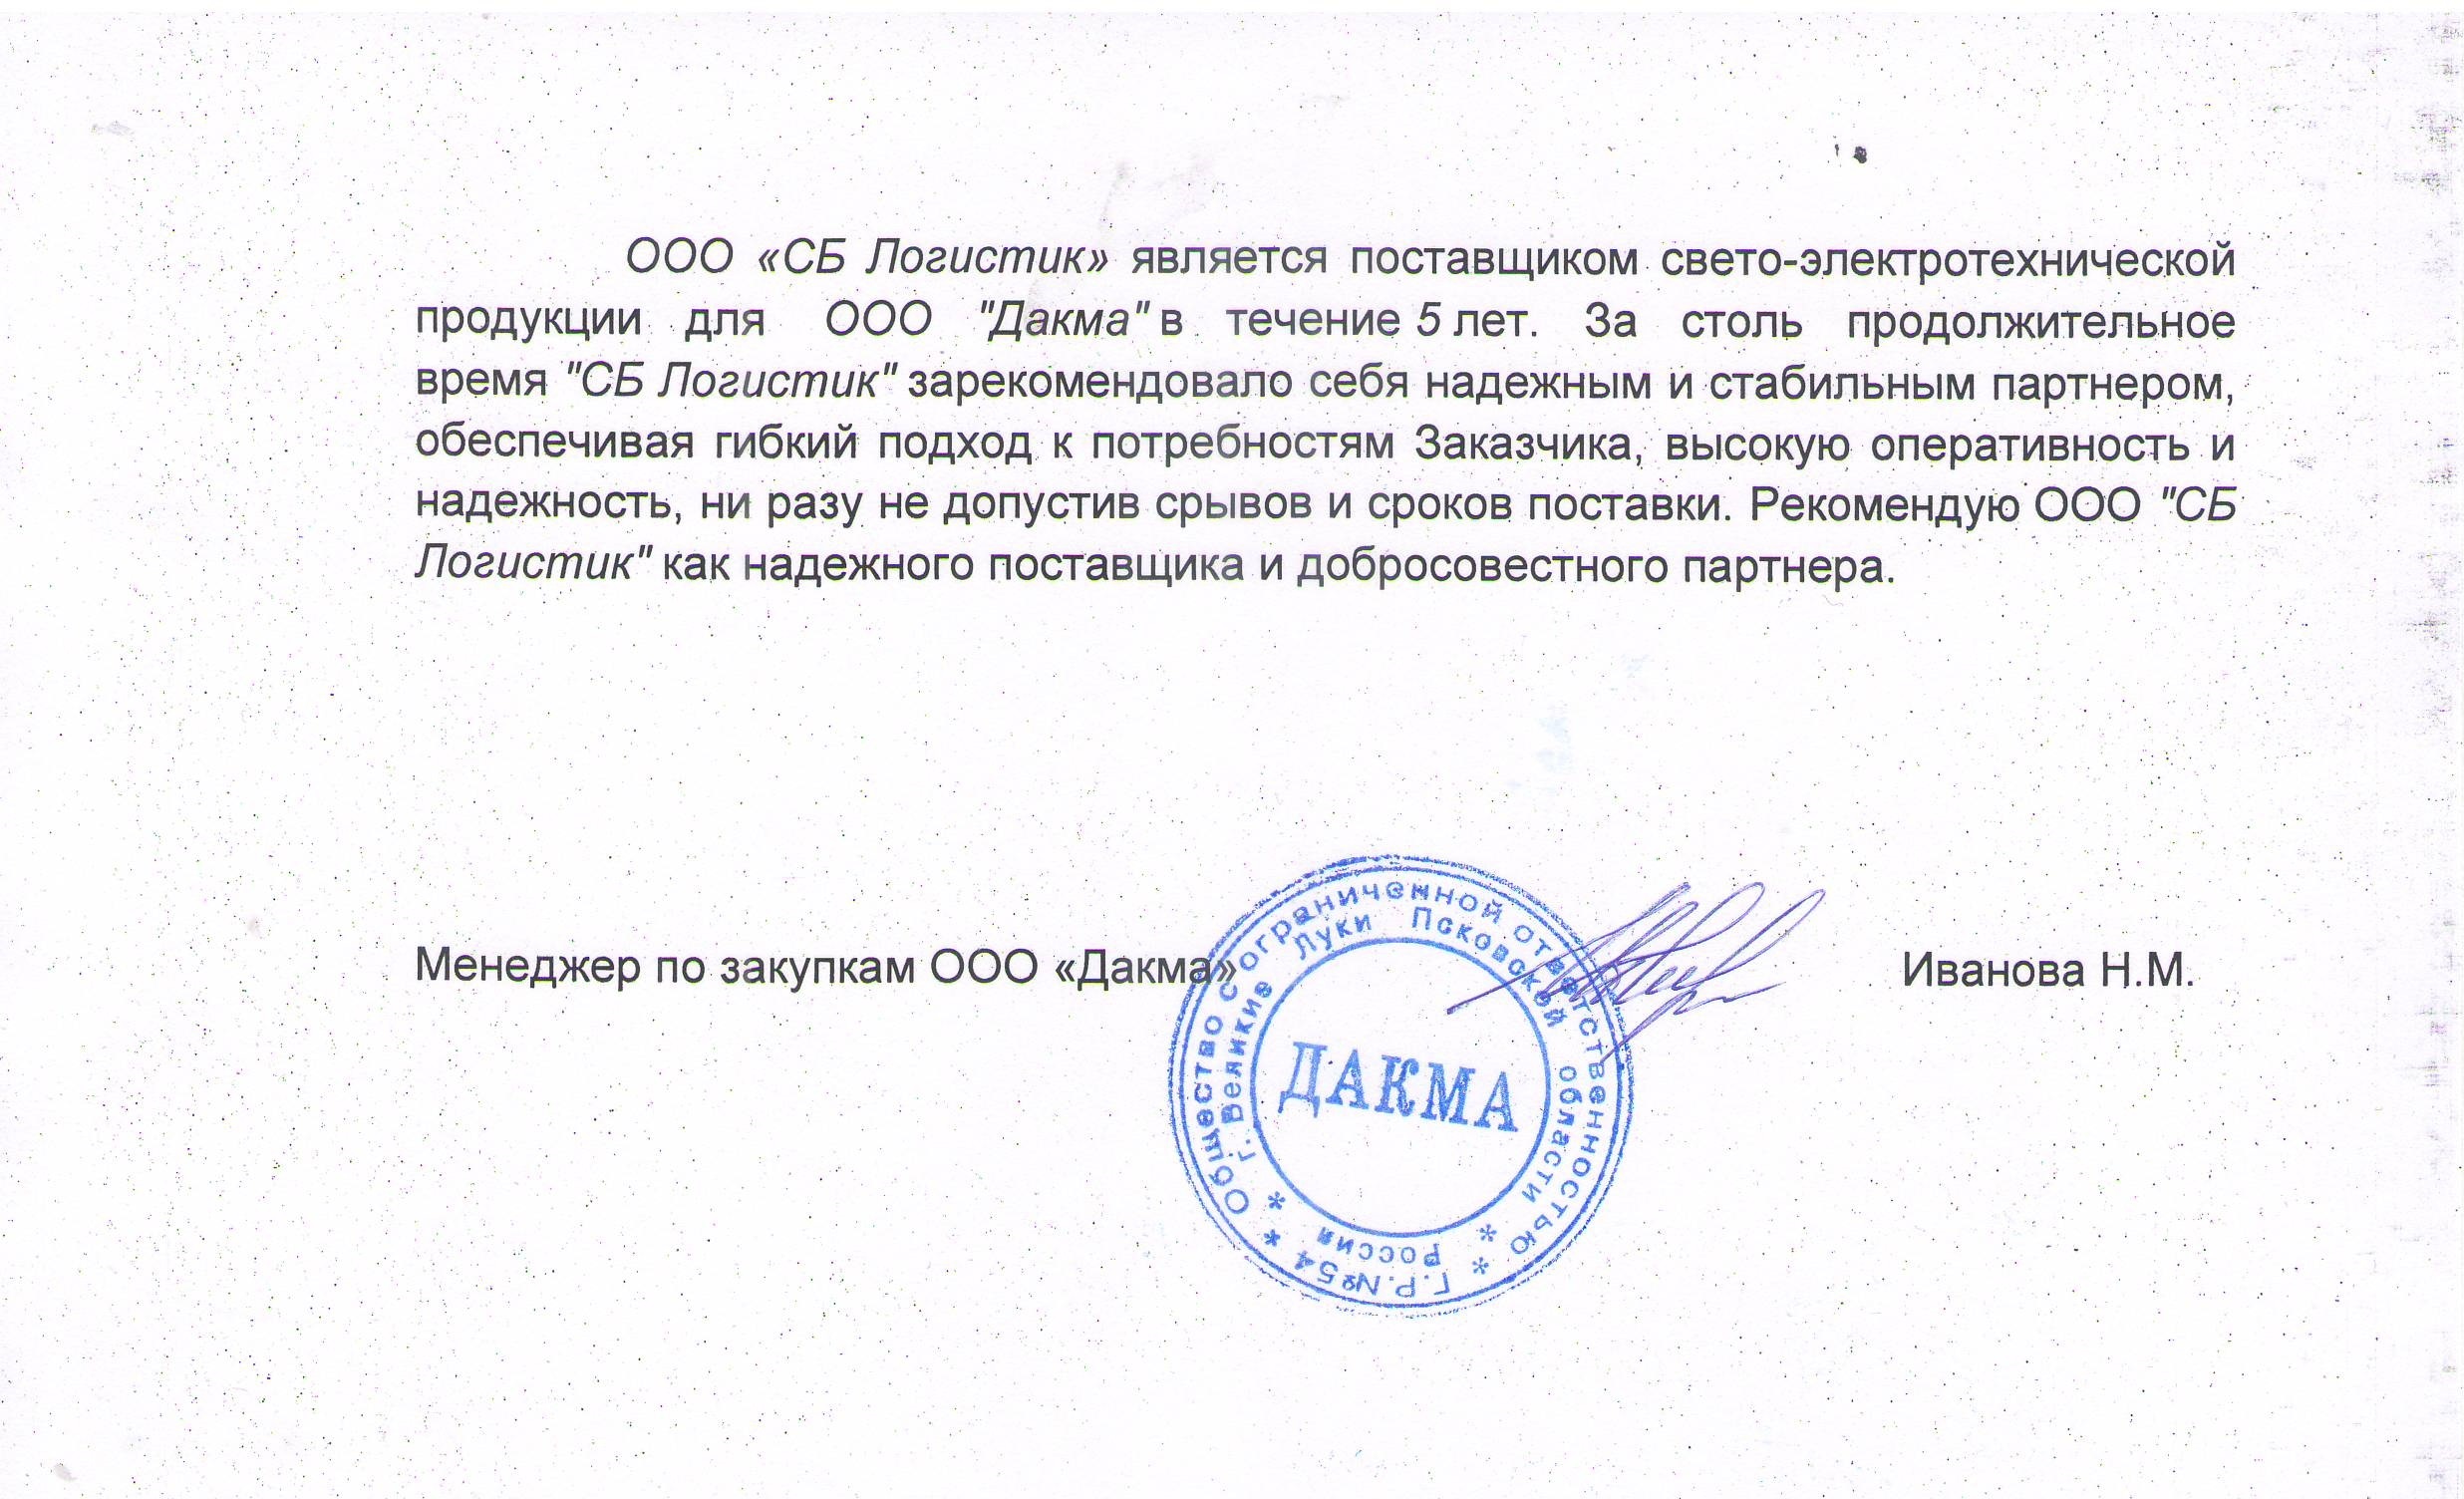 ООО «СБ Логистик» является поставщиком свето-электротехнической
продукции для ООО "Дакма" в течение 5 лет. За столь продолжительное
время "СБ Логистик" зарекомендовало себя надежным и стабильным партнером,
обеспечивая гибкий подход к потребностям Заказчика, высокую оперативность и
надежность, ни разу не допустив срывов и сроков поставки. Рекомендую ООО "СБ
Логистик" как надежного поставщика и добросовестного партнера.
Менеджер по закупкам ООО «Дакма»
Иванова Н.М.
* Общество с ограниченной ответственностью *
Г.Р.№54
* г. Великие Луки Псковской области *
Россия
ДАКМА